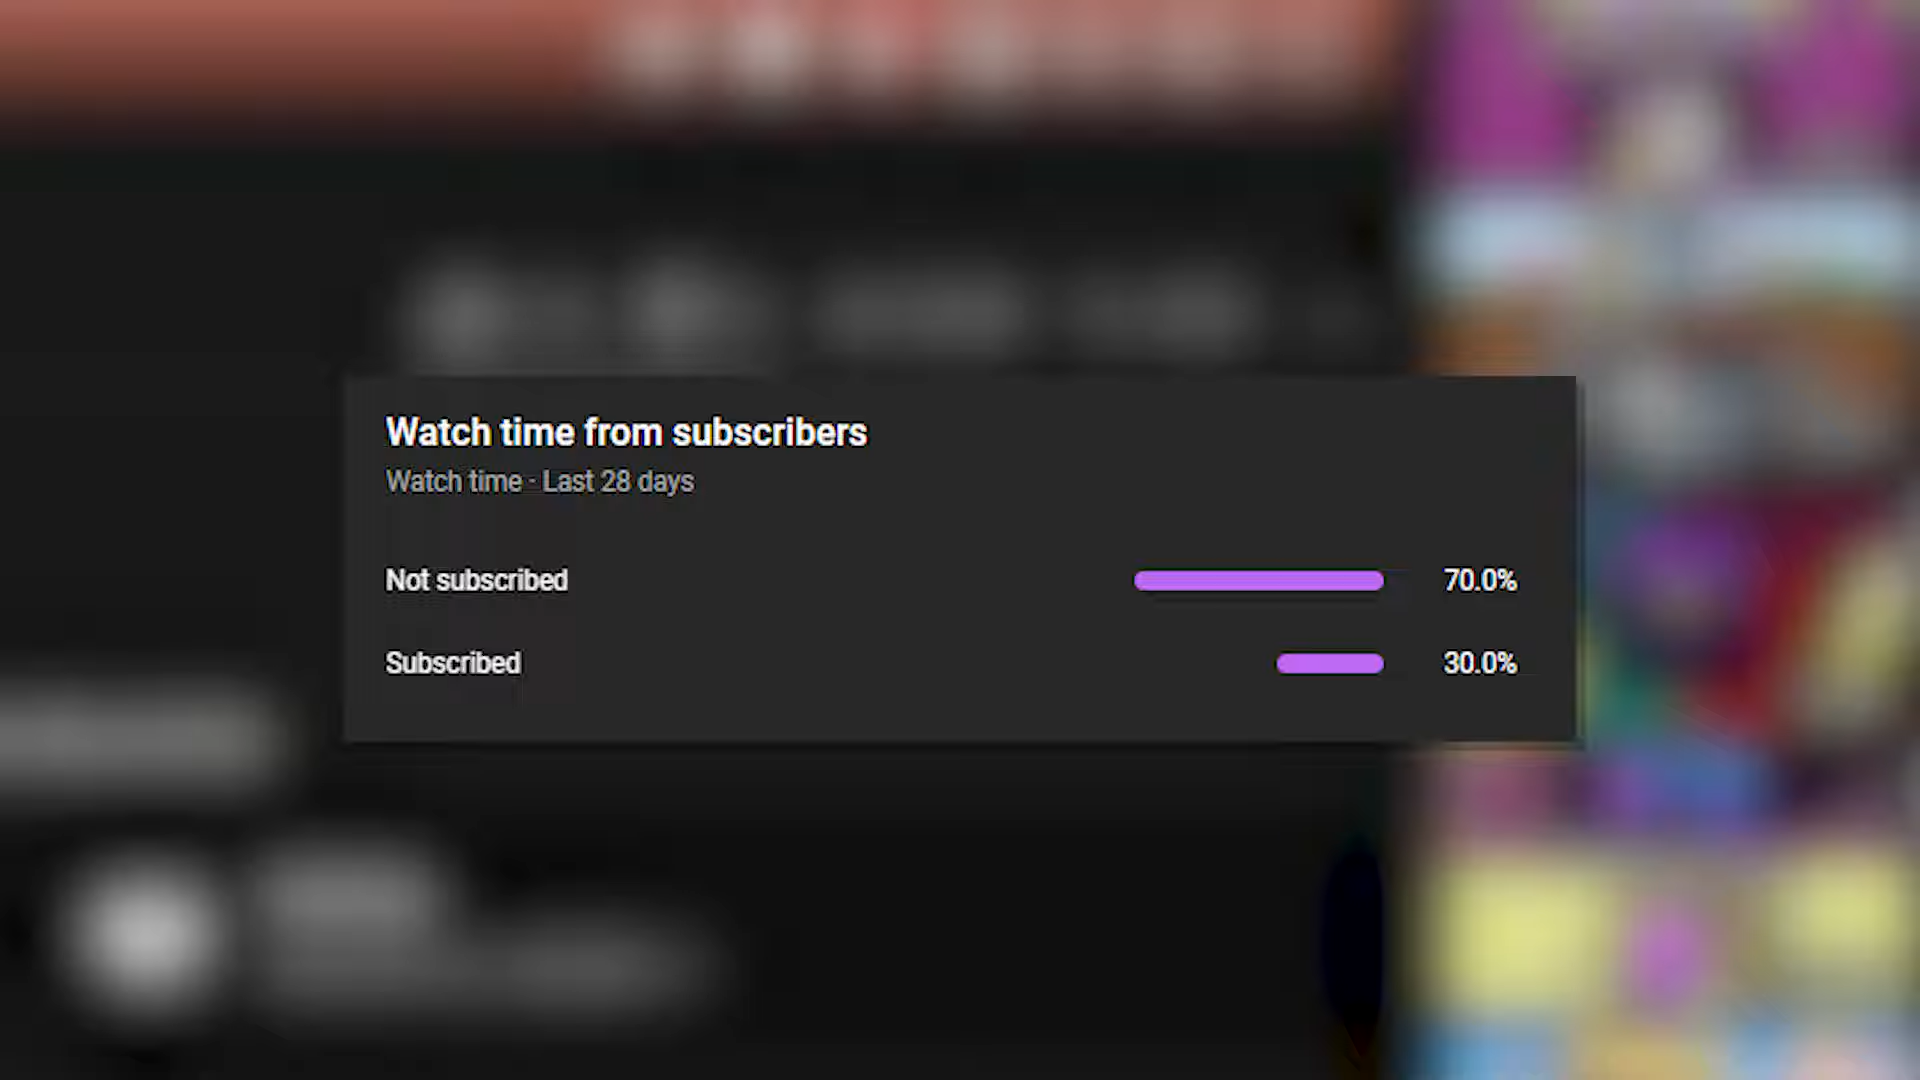 Watch time from subscribers
Watch time · Last 28 days
Not subscribed 70.0%
Subscribed 30.0%